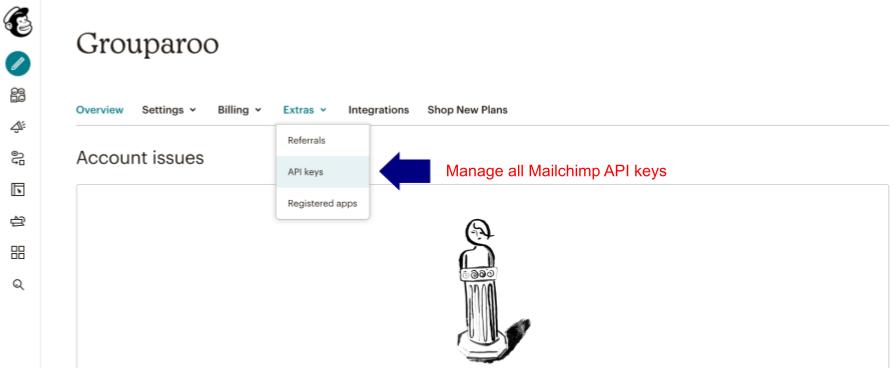 Grouparoo
Overview Settings Billing Extras Integrations Shop New Plans
Referrals
Account issues
API keys
Manage all Mailchimp API keys
Registered apps